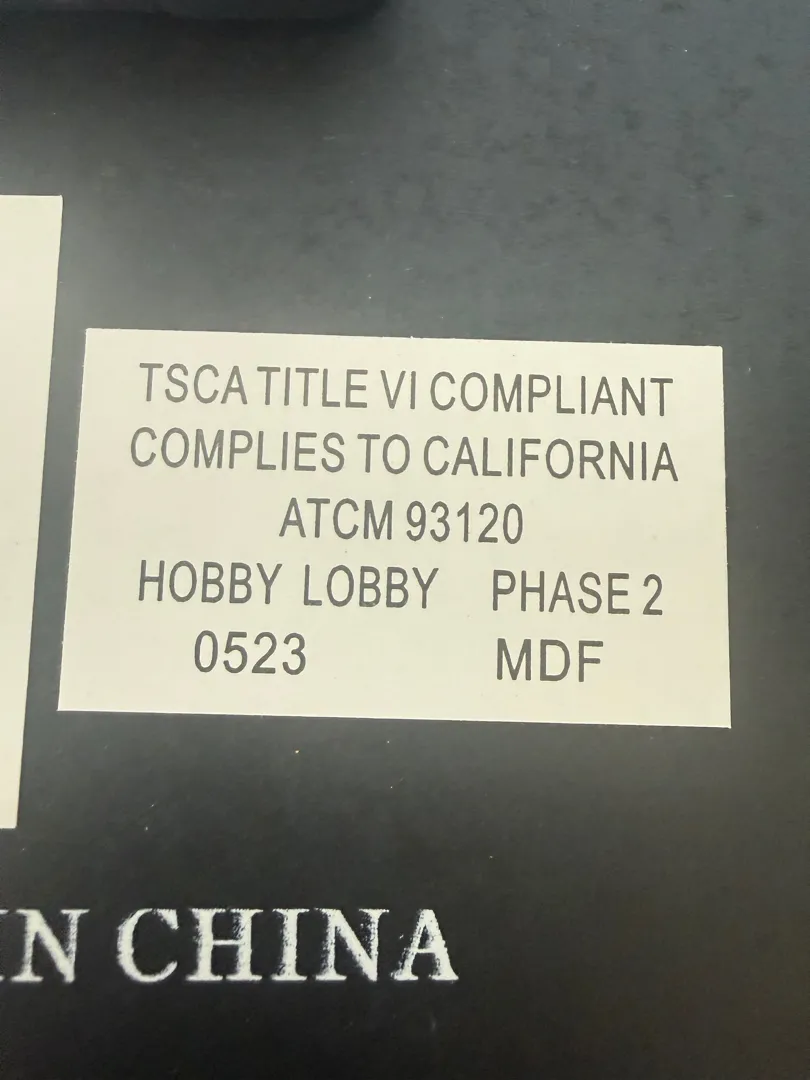 TSCA TITLE VI COMPLIANT
COMPLIES TO CALIFORNIA
ATCM 93120
HOBBY LOBBY PHASE 2
0523 MDF
IN CHINA